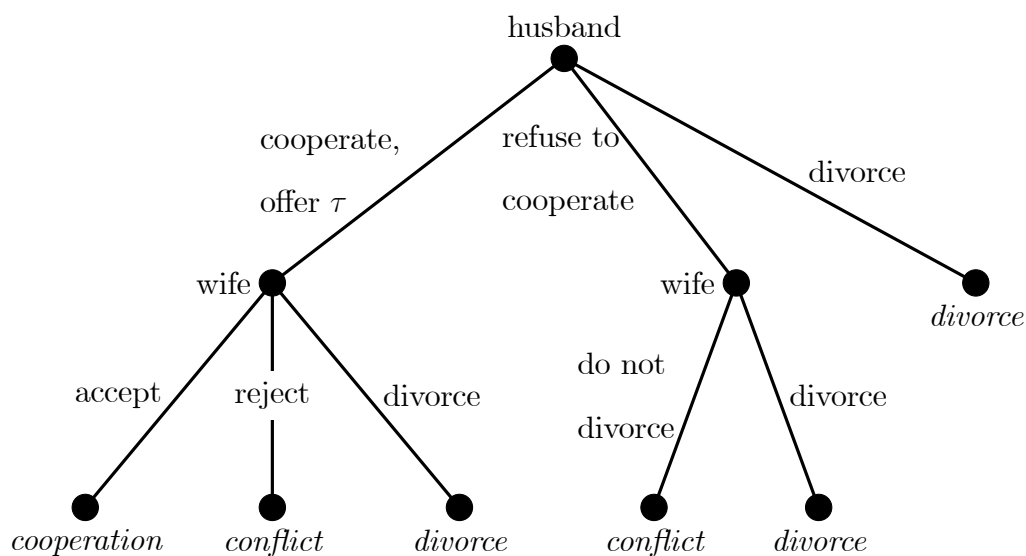 husband
cooperate,
refuse to
divorce
offer τ
cooperate
wife
wife
divorce
do not
accept
reject
divorce
divorce
divorce
cooperation
conflict
divorce
conflict
divorce